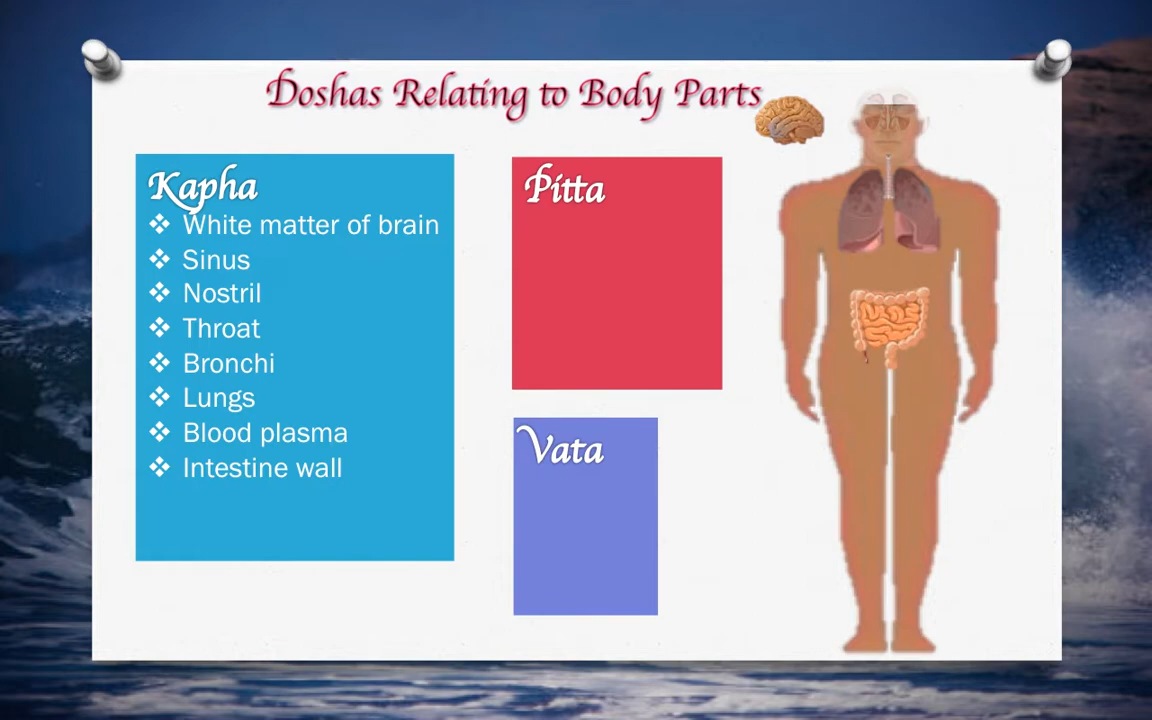 Doshas Relating to Body Parts
Kapha
❖ White matter of brain
❖ Sinus
❖ Nostril
❖ Throat
❖ Bronchi
❖ Lungs
❖ Blood plasma
❖ Intestine wall
Pitta
Vata